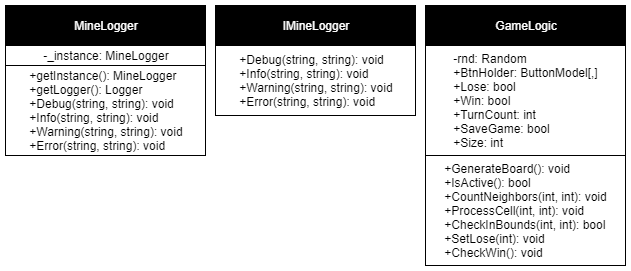 MineLogger
-_instance: MineLogger
+getInstance(): MineLogger
+getLogger(): Logger
+Debug(string, string): void
+Info(string, string): void
+Warning(string, string): void
+Error(string, string): void
IMineLogger
+Debug(string, string): void
+Info(string, string): void
+Warning(string, string): void
+Error(string, string): void
GameLogic
-rnd: Random
+BtnHolder: ButtonModel[,]
+Lose: bool
+Win: bool
+TurnCount: int
+SaveGame: bool
+Size: int
+GenerateBoard(): void
+IsActive(): bool
+CountNeighbors(int, int): void
+ProcessCell(int, int): void
+CheckInBounds(int, int): bool
+SetLose(int): void
+CheckWin(): void